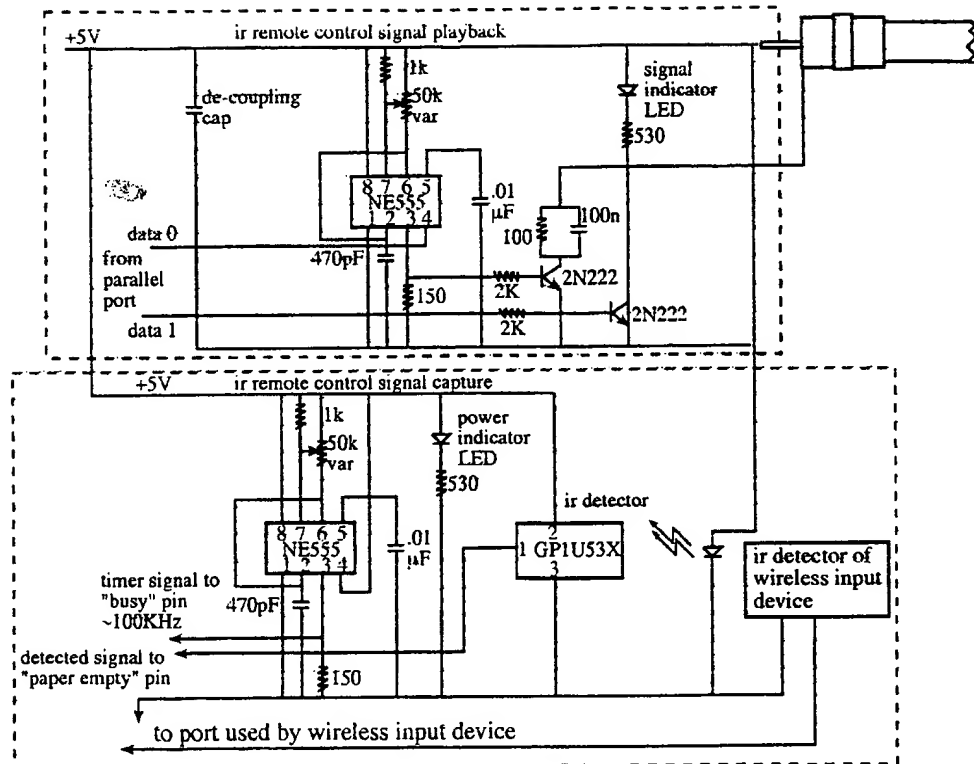 +5V
ir remote control signal playback
1k
50k
var
de-coupling
cap
signal
indicator
LED
530
8 7 6 5
NE555
1 2 3 4
.01
µF
100
100n
data 0
from
parallel
port
data 1
470pF
150
2K
2N222
2K
2N222
+5V
ir remote control signal capture
1k
50k
var
power
indicator
LED
530
ir detector
8 7 6 5
NE555
1 2 3 4
.01
µF
2
1 GP1U53X
3
ir detector of
wireless input
device
timer signal to
"busy" pin
~100KHz
470pF
detected signal to
"paper empty" pin
150
to port used by wireless input device